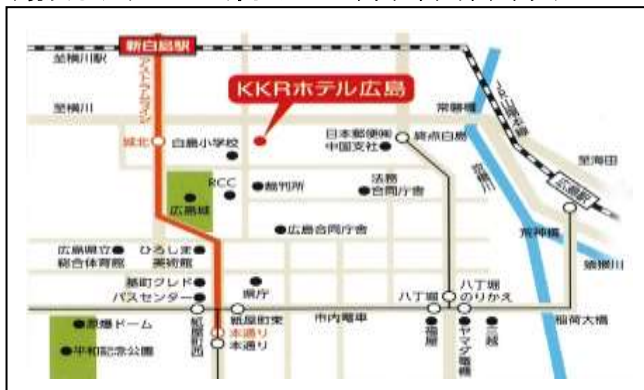 新白島駅
至横川駅
アストラムライン
KKRホテル広島
至横川
常磐橋
城北
白島小学校
日本郵便㈱
中国支社
終点白島
至海田
RCC
裁判所
法務
合同庁舎
広島駅
広島城
広島合同庁舎
荒神橋
広島県立
総合体育館
ひろしま
美術館
猿猴川
基町クレド
バスセンター
県庁
八丁堀
八丁堀
のりかえ
原爆ドーム
紙屋町西
紙屋町東
市内電車
稲荷大橋
本通り
本通り
福屋
ヤマダ電機
三越
平和記念公園